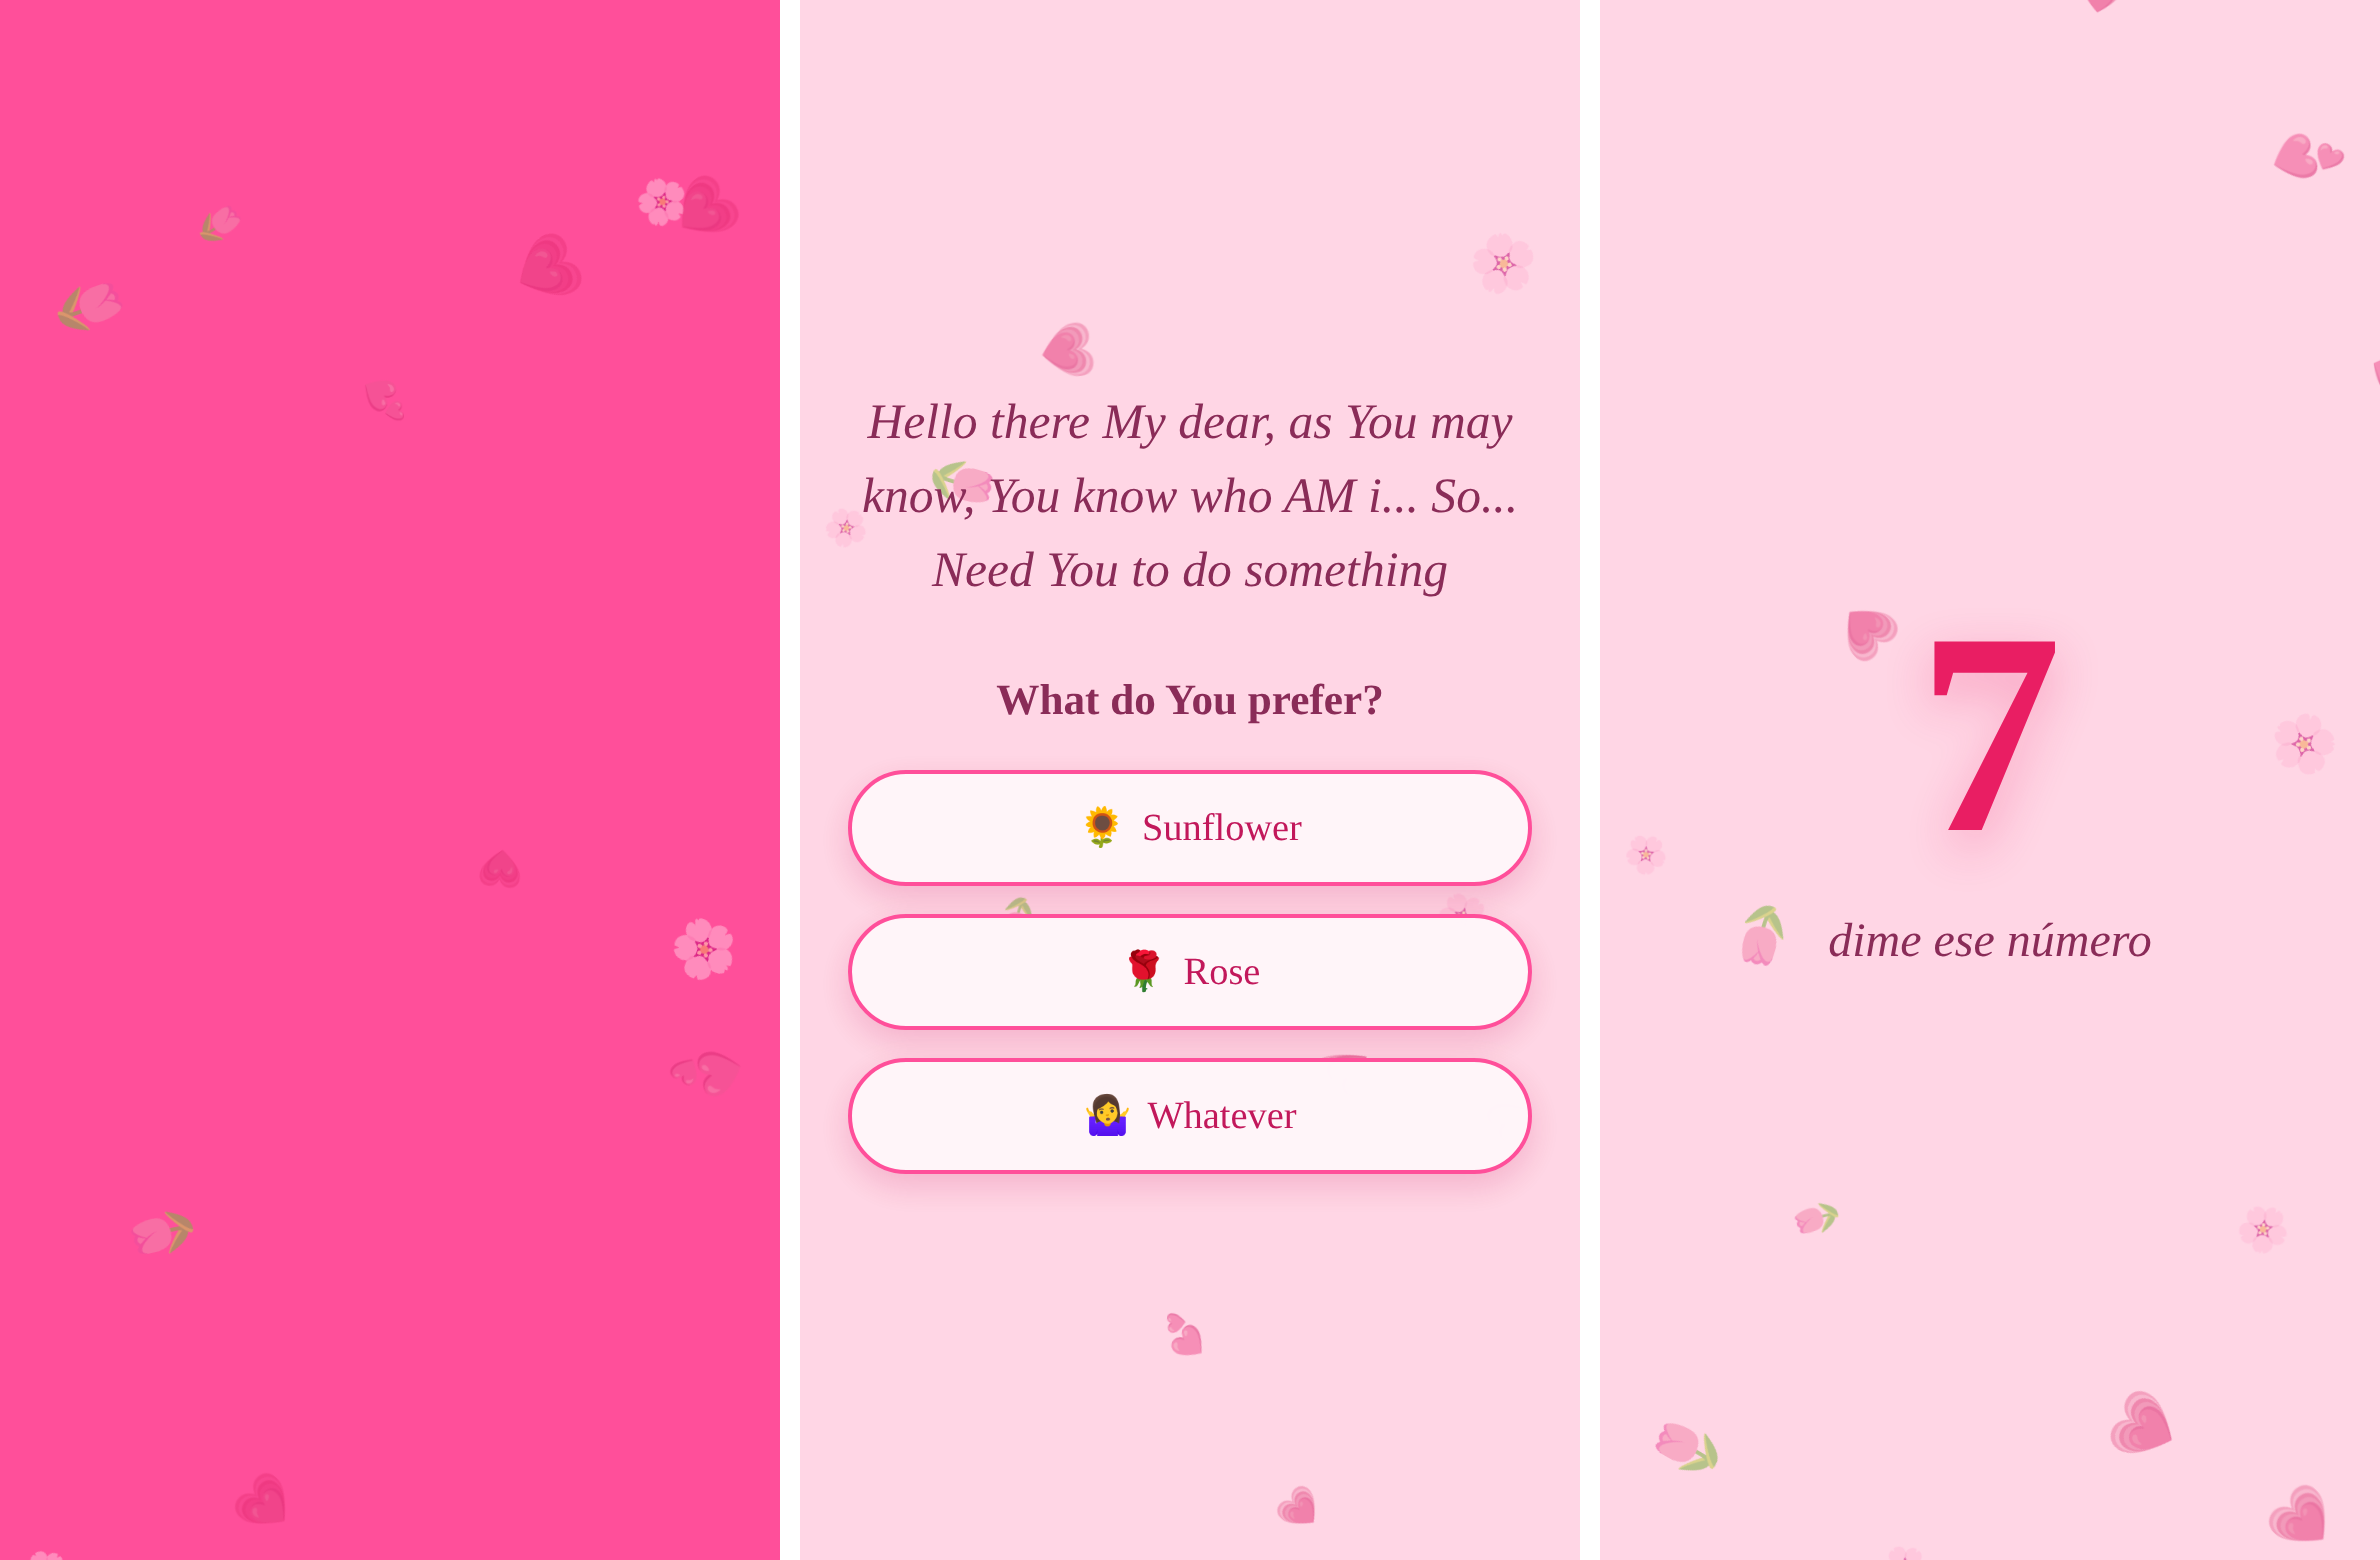 Hello there My dear, as You may
know, You know who AM i... So...
Need You to do something
What do You prefer?
🌻 Sunflower
🌹 Rose
🤷‍♀️ Whatever
7
dime ese número